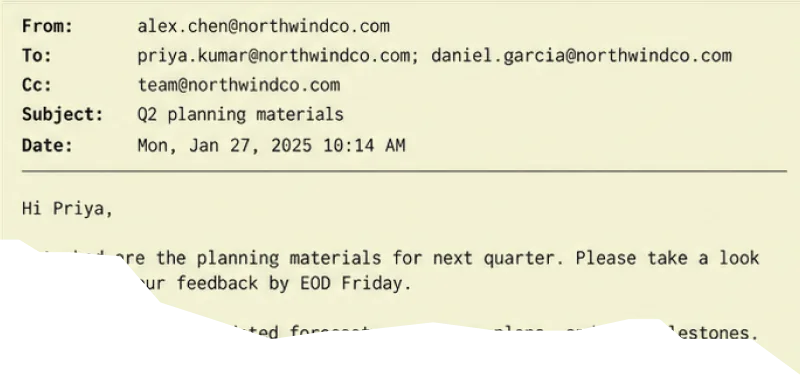 From: alex.chen@northwindco.com
To: priya.kumar@northwindco.com; daniel.garcia@northwindco.com
Cc: team@northwindco.com
Subject: Q2 planning materials
Date: Mon, Jan 27, 2025 10:14 AM
Hi Priya,
the planning materials for next quarter. Please take a look
feedback by EOD Friday.